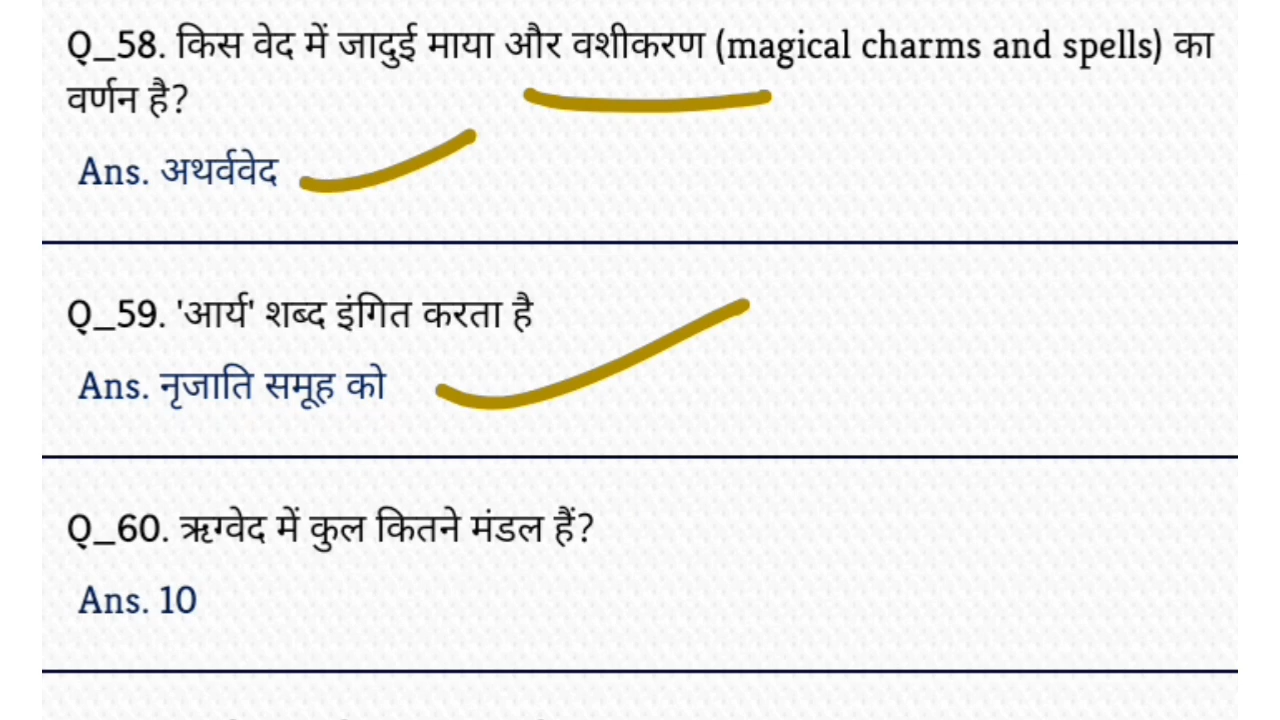 Q_58. किस वेद में जादुई माया और वशीकरण (magical charms and spells) का
वर्णन है?
Ans. अथर्ववेद
Q_59. 'आर्य' शब्द इंगित करता है
Ans. नृजाति समूह को
Q_60. ऋग्वेद में कुल कितने मंडल हैं?
Ans. 10